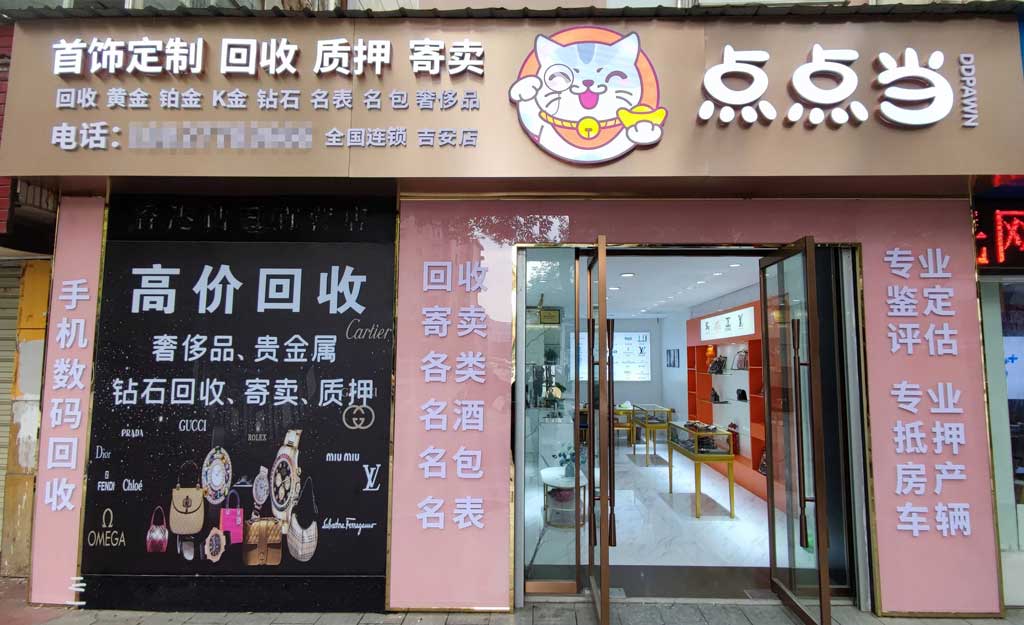 首饰定制 回收 质押 寄卖
回收 黄金 铂金 K金 钻石 名表 名包 奢侈品
电话：
全国连锁 吉安店
点点当
DDPAWN
手机数码回收
高价回收
Cartier
奢侈品、贵金属
钻石回收、寄卖、质押
GUCCI
PRADA
ROLEX
GUCCI
MIU MIU
Dior
FENDI
Chloé
LV
OMEGA
Salvatore Ferragamo
回收
寄卖
各类
名酒
名包
名表
专业
鉴定
评估
专业
抵押
房产
车辆
网